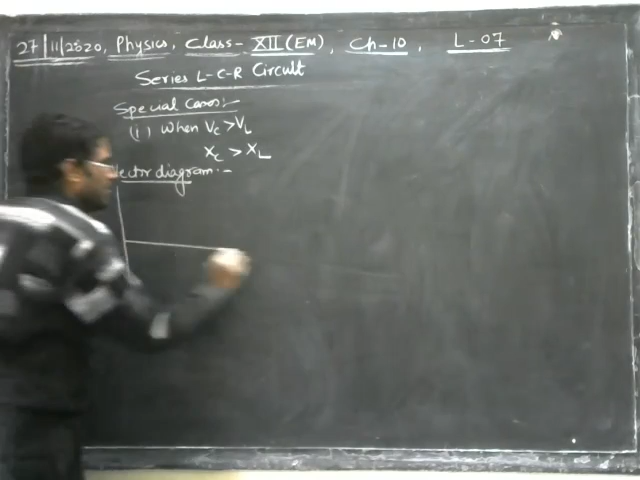 27|11|2020, Physics, Class- XII (EM), Ch-10, L-07
Series L-C-R Circuit
Special Cases:-
(i) When Vc > VL
Xc > XL
Vector diagram:-